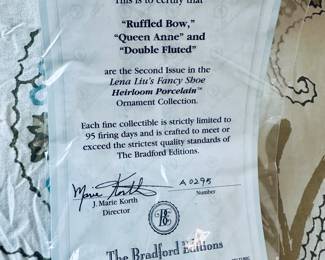 This is to certify that
"Ruffled Bow,"
"Queen Anne" and
"Double Fluted"
are the Second Issue in the
Lena Liu's Fancy Shoe
Heirloom Porcelain™
Ornament Collection.
Each fine collectible is strictly limited to
95 firing days and is crafted to meet or
exceed the strictest quality standards of
The Bradford Editions.
Marie Korth
A0295
J. Marie Korth
Number
Director
BE
The Bradford Editions